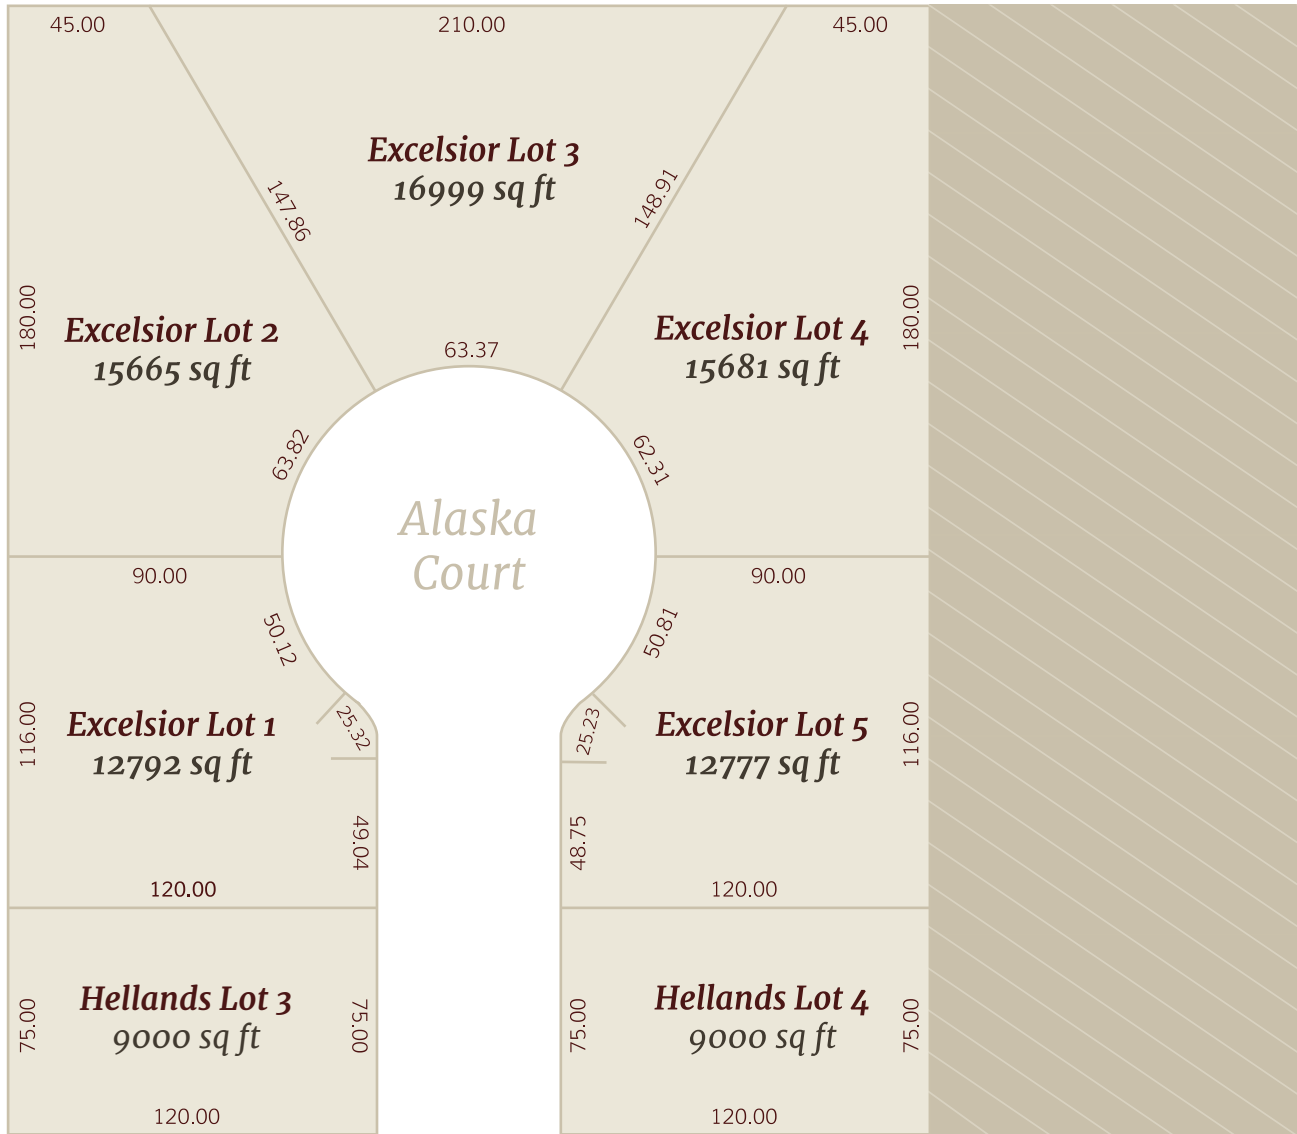 45.00
210.00
45.00
Excelsior Lot 3
16999 sq ft
147.86
148.91
180.00
Excelsior Lot 2
15665 sq ft
63.37
Excelsior Lot 4
15681 sq ft
180.00
63.82
62.31
Alaska
Court
90.00
90.00
50.12
50.81
116.00
Excelsior Lot 1
12792 sq ft
25.32
25.23
Excelsior Lot 5
12777 sq ft
116.00
49.04
48.75
120.00
120.00
75.00
Hellands Lot 3
9000 sq ft
75.00
75.00
Hellands Lot 4
9000 sq ft
75.00
120.00
120.00